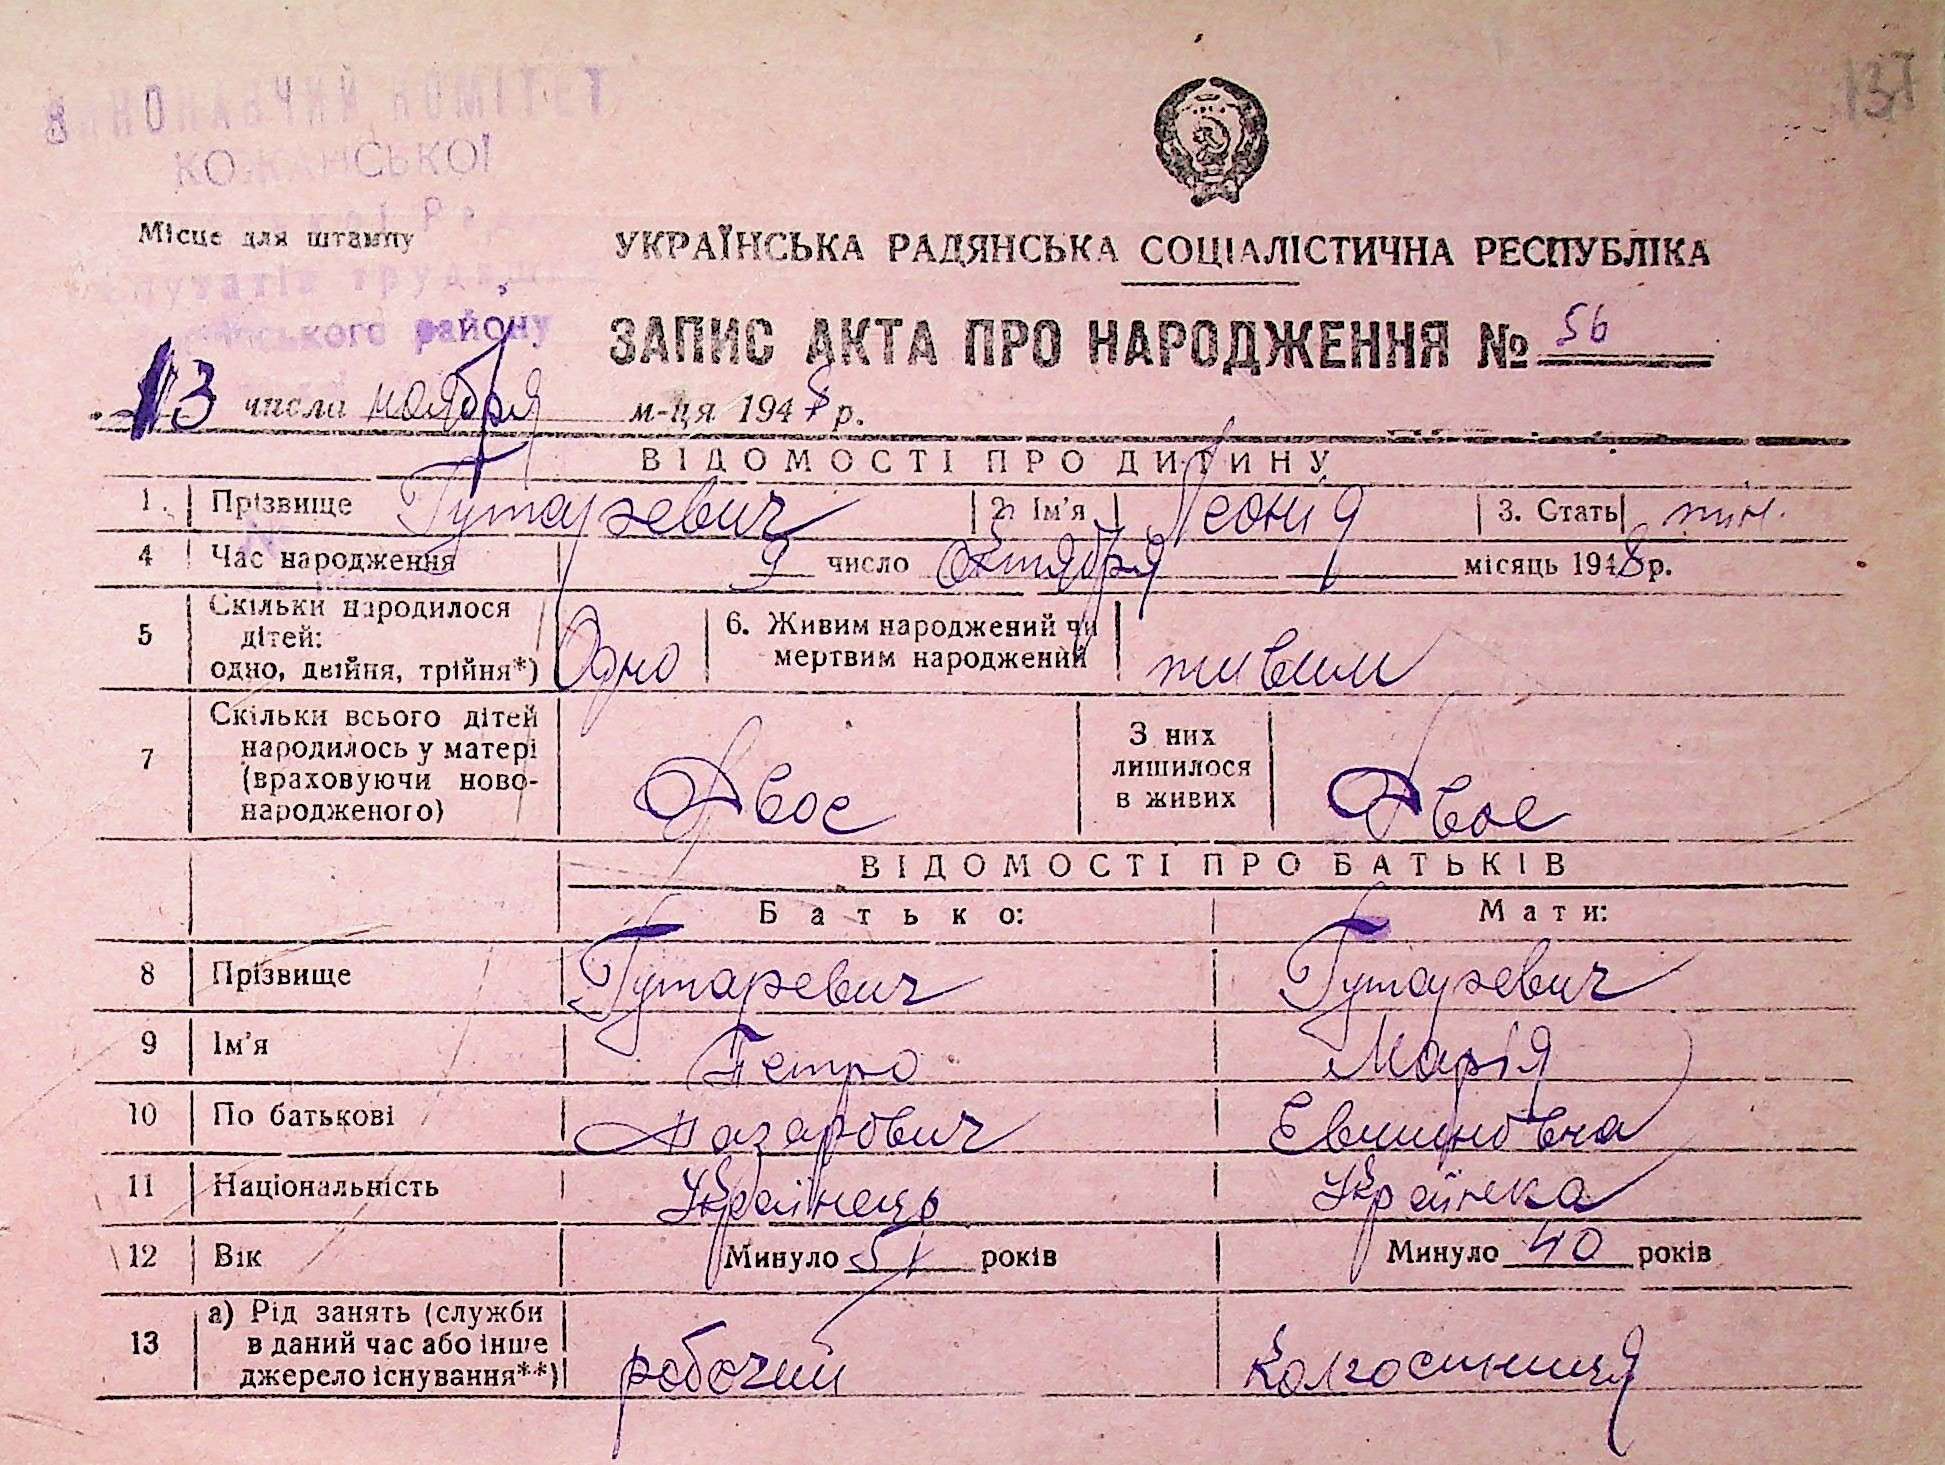 137
ВИКОНАВЧИЙ КОМІТЕТ
КОЖАНСЬКОЇ
Місце для штампу
району
УКРАЇНСЬКА РАДЯНСЬКА СОЦІАЛІСТИЧНА РЕСПУБЛІКА
ЗАПИС АКТА ПРО НАРОДЖЕННЯ № 56
13 числа ноября м-ця 1948 р.
ВІДОМОСТІ ПРО ДИТИНУ
1. Прізвище Гутаревич 2. Ім'я Леонід 3. Стать
4 Час народження 9 число Октября місяць 1948 р.
5 Скільки народилося дітей: одно, двійня, трійня*) Одно 6. Живим народжений чи мертвим народжений живим
7 Скільки всього дітей народилось у матері (враховуючи ново-народженого) Двоє З них лишилося в живих Двоє
ВІДОМОСТІ ПРО БАТЬКІВ
Батько: Мати:
8 Прізвище Гутаревич Гутаревич
9 Ім'я Петро Марія
10 По батькові Назарович
11 Національність Українець Українка
12 Вік Минуло 51 років Минуло 40 років
13 а) Рід занять (служби в даний час або інше джерело існування**) робочий колгоспниця